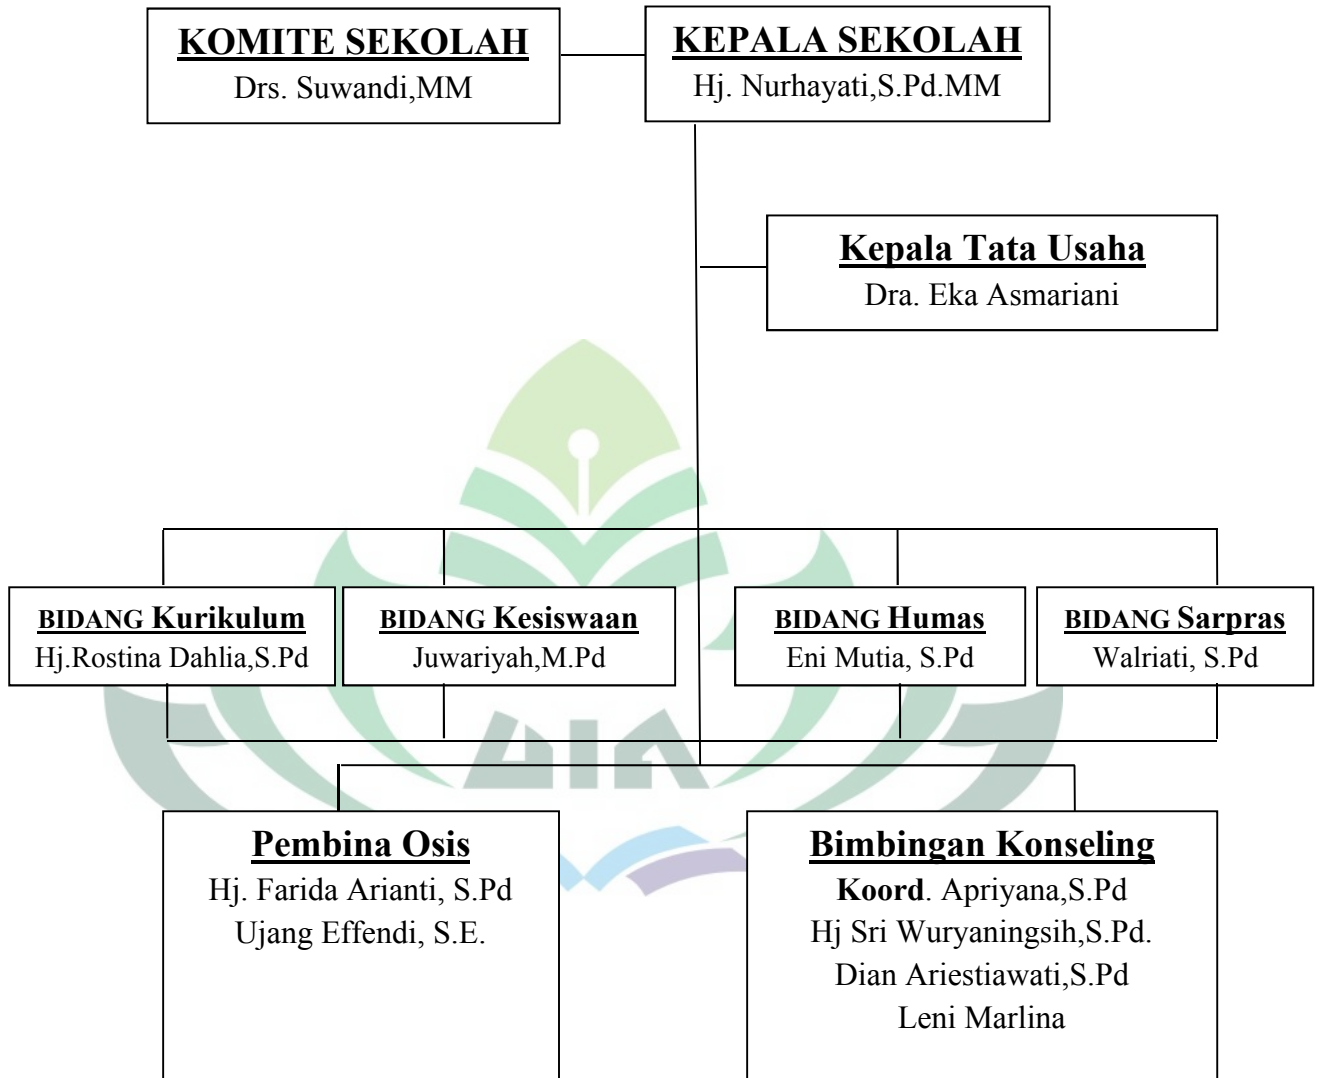 KOMITE SEKOLAH
Drs. Suwandi,MM
KEPALA SEKOLAH
Hj. Nurhayati,S.Pd.MM
Kepala Tata Usaha
Dra. Eka Asmariani
BIDANG Kurikulum
Hj.Rostina Dahlia,S.Pd
BIDANG Kesiswaan
Juwariyah,M.Pd
BIDANG Humas
Eni Mutia, S.Pd
BIDANG Sarpras
Walriati, S.Pd
Pembina Osis
Hj. Farida Arianti, S.Pd
Ujang Effendi, S.E.
Bimbingan Konseling
Koord. Apriyana,S.Pd
Hj Sri Wuryaningsih,S.Pd.
Dian Ariestiawati,S.Pd
Leni Marlina